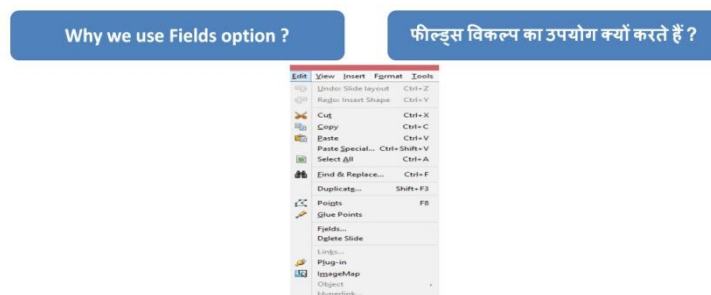 Why we use Fields option ?
फील्ड्स विकल्प का उपयोग क्यों करते हैं ?
Edit View Insert Format Tools
Undo: Slide layout Ctrl+Z
Redo: Insert Shape Ctrl+Y
Cut Ctrl+X
Copy Ctrl+C
Paste Ctrl+V
Paste Special... Ctrl+Shift+V
Select All Ctrl+A
Find & Replace... Ctrl+F
Duplicate... Shift+F3
Points F8
Glue Points
Fields...
Delete Slide
Links...
Plug-in
ImageMap
Object
Hyperlink